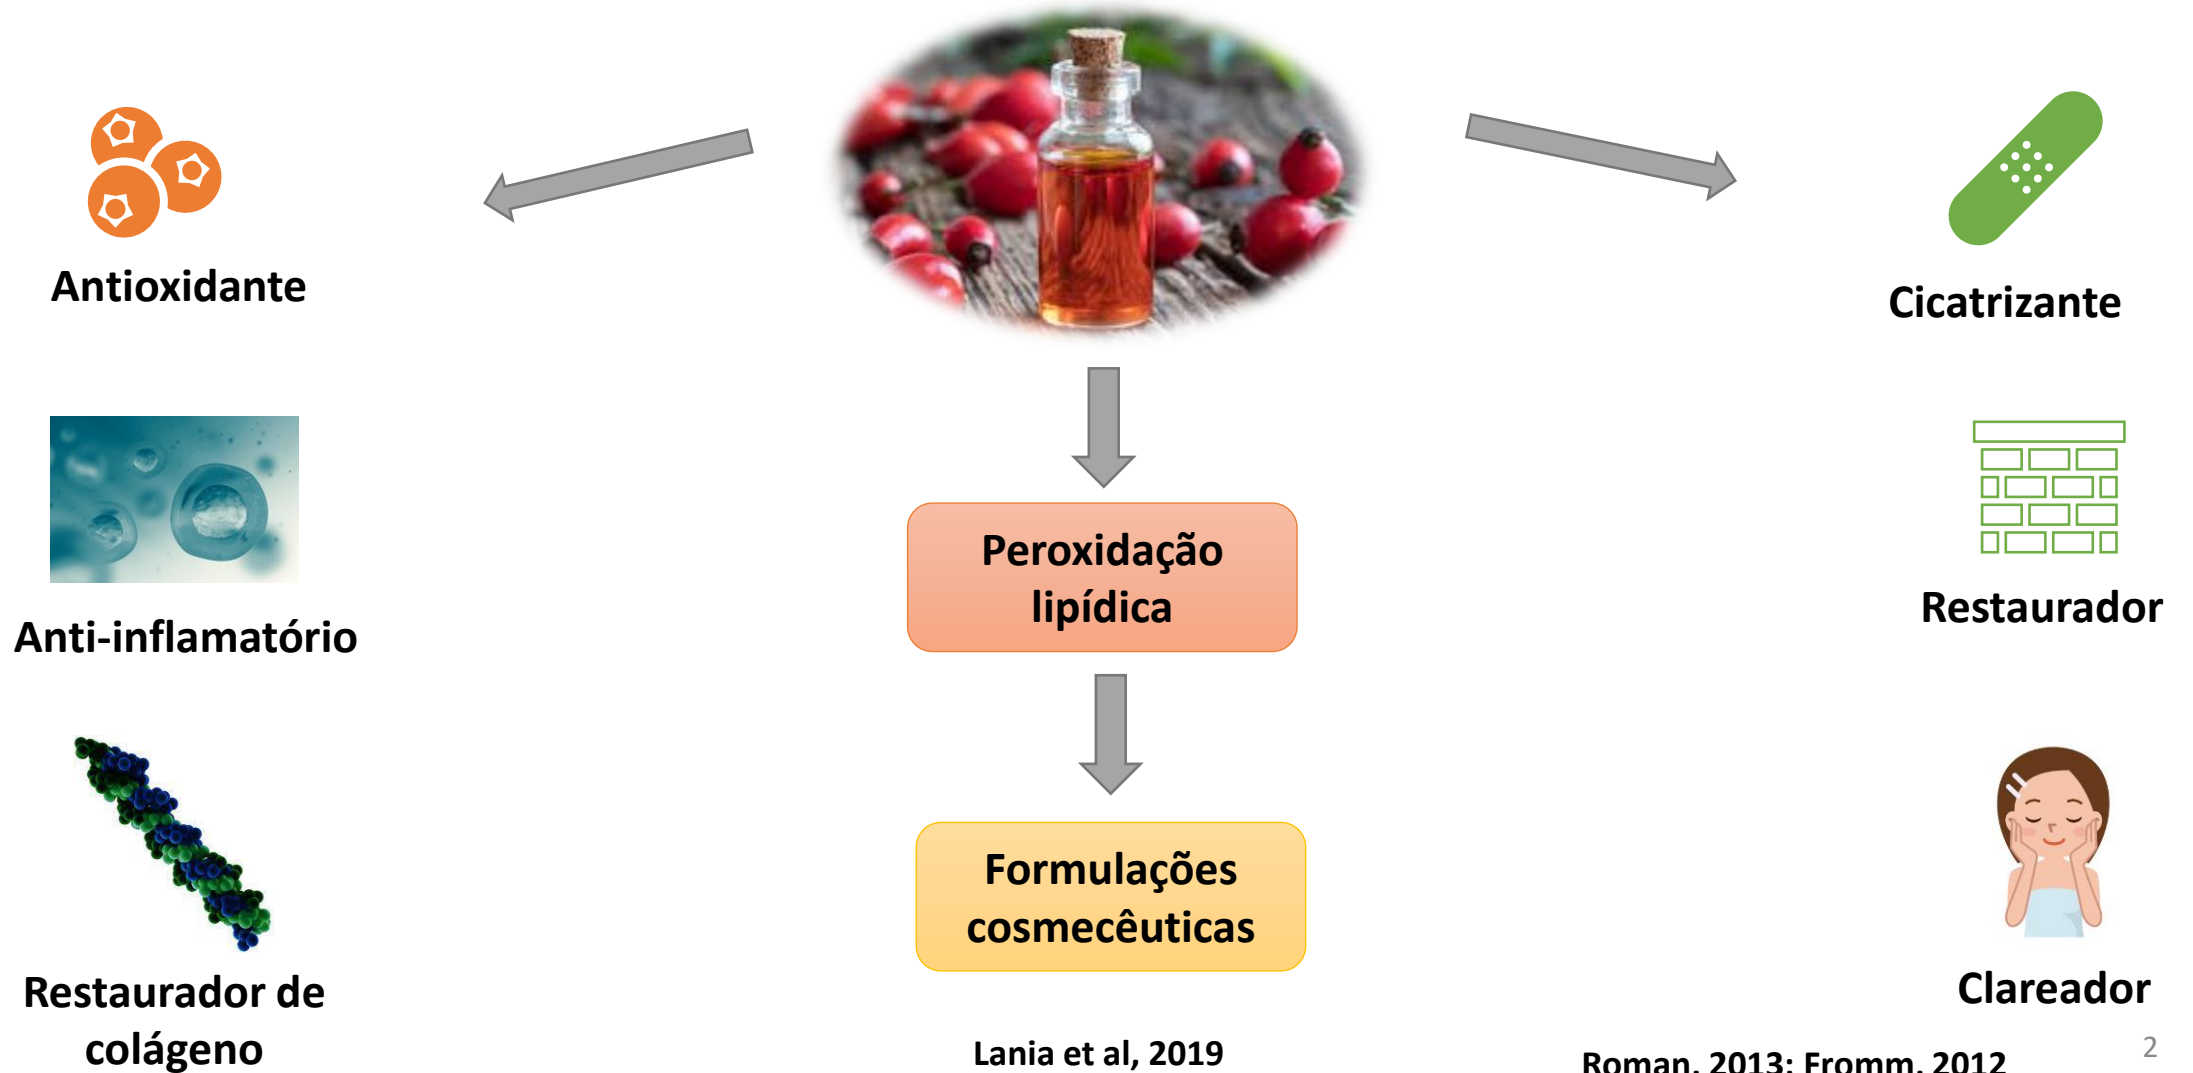 Antioxidante
Cicatrizante
Anti-inflamatório
Peroxidação
lipídica
Restaurador
Restaurador de
colágeno
Formulações
cosmecêuticas
Clareador
Lania et al, 2019
Roman, 2013; Fromm, 2012
2